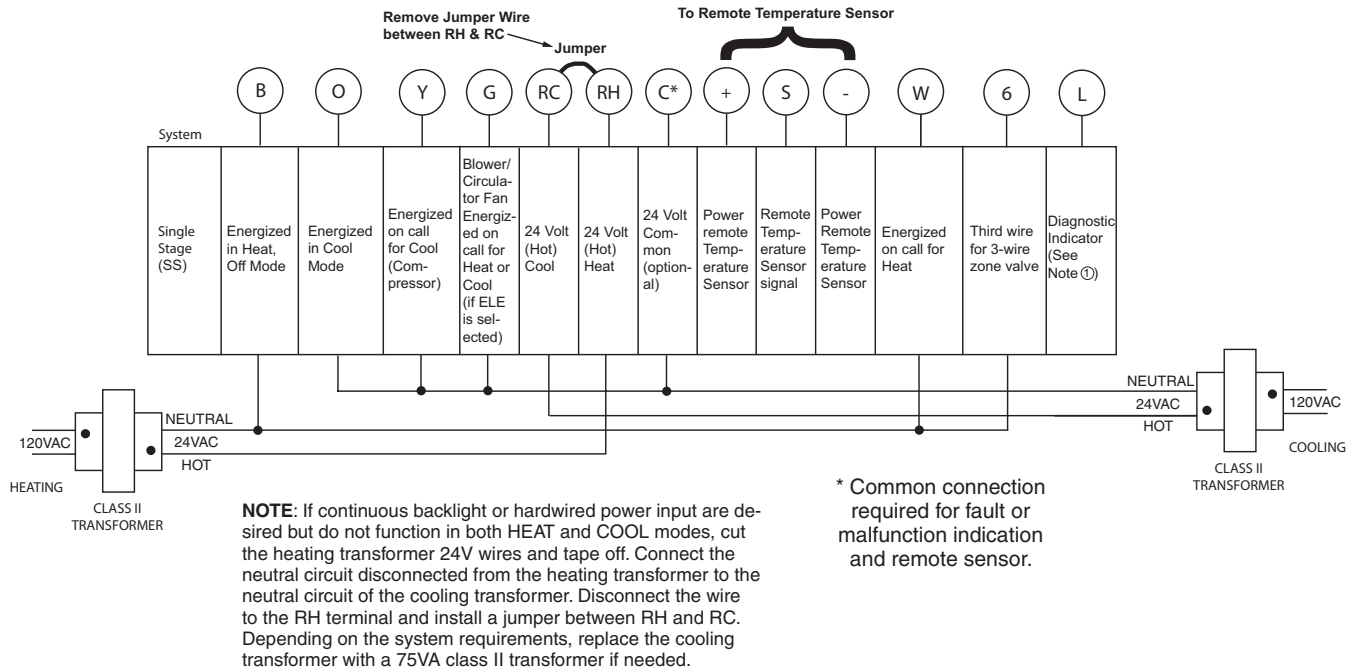 Remove Jumper Wire
between RH & RC
Jumper
To Remote Temperature Sensor
B
O
Y
G
RC
RH
C*
+
S
-
W
6
L
System
Single
Stage
(SS)
Energized
in Heat,
Off Mode
Energized
in Cool
Mode
Energized
on call
for Cool
(Com-
pressor)
Blower/
Circula-
tor Fan
Energiz-
ed on
call for
Heat or
Cool
(if ELE
is sel-
ected)
24 Volt
(Hot)
Cool
24 Volt
(Hot)
Heat
24 Volt
Com-
mon
(option-
al)
Power
remote
Temp-
erature
Sensor
Remote
Temp-
erature
Sensor
signal
Power
Remote
Temp-
erature
Sensor
Energized
on call for
Heat
Third wire
for 3-wire
zone valve
Diagnostic
Indicator
(See
Note ①)
120VAC
HEATING
CLASS II
TRANSFORMER
NEUTRAL
24VAC
HOT
NEUTRAL
24VAC
HOT
120VAC
COOLING
CLASS II
TRANSFORMER
NOTE: If continuous backlight or hardwired power input are de-
sired but do not function in both HEAT and COOL modes, cut
the heating transformer 24V wires and tape off. Connect the
neutral circuit disconnected from the heating transformer to the
neutral circuit of the cooling transformer. Disconnect the wire
to the RH terminal and install a jumper between RH and RC.
Depending on the system requirements, replace the cooling
transformer with a 75VA class II transformer if needed.
* Common connection
required for fault or
malfunction indication
and remote sensor.